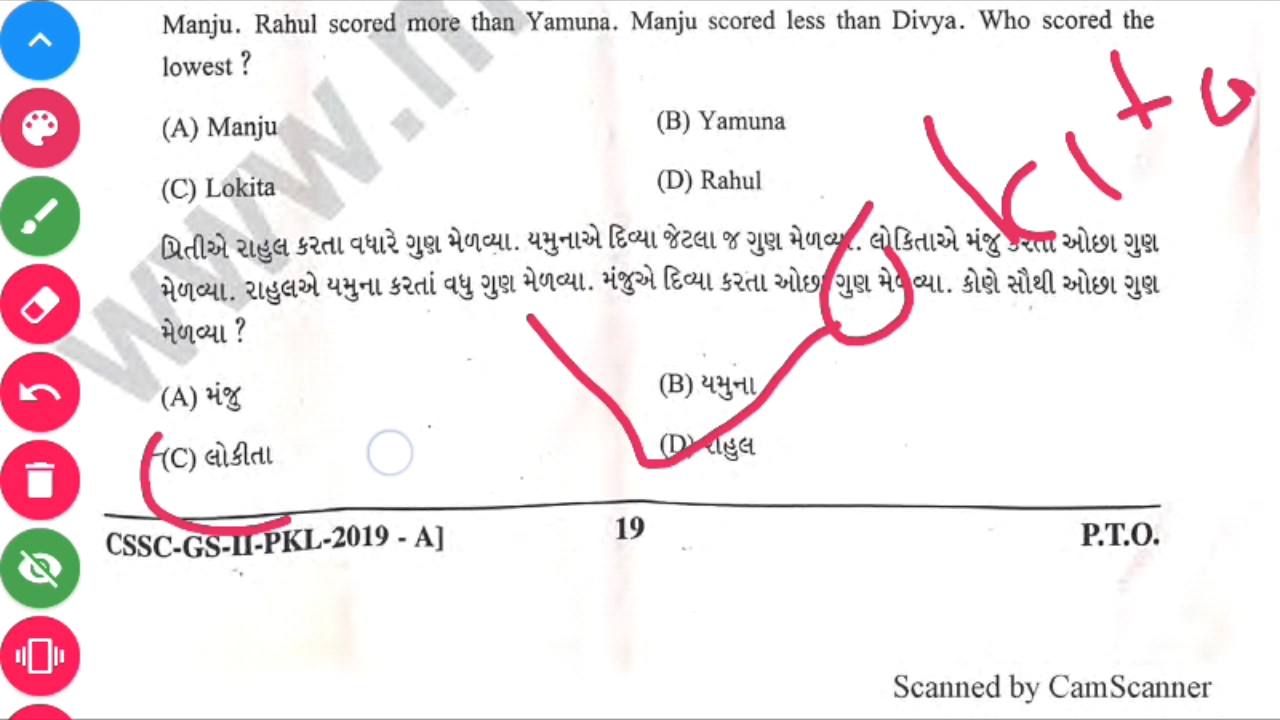 Manju. Rahul scored more than Yamuna. Manju scored less than Divya. Who scored the
lowest ?
(A) Manju
(B) Yamuna
(C) Lokita
(D) Rahul
kita
પ્રિતીએ રાહુલ કરતા વધારે ગુણ મેળવ્યા. યમુનાએ દિવ્યા જેટલા જ ગુણ મેળવ્યા. લોકિતાએ મંજુ કરતા ઓછા ગુણ
મેળવ્યા. રાહુલએ યમુના કરતાં વધુ ગુણ મેળવ્યા. મંજુએ દિવ્યા કરતા ઓછા ગુણ મેળવ્યા. કોણે સૌથી ઓછા ગુણ
મેળવ્યા ?
(A) મંજુ
(B) યમુના
(C) લોકીતા
(D) રાહુલ
CSSC-GS-II-PKL-2019 - A]
19
P.T.O.
Scanned by CamScanner
www.m